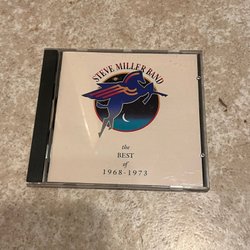 STEVE MILLER BAND
the
BEST
of
1968-1973